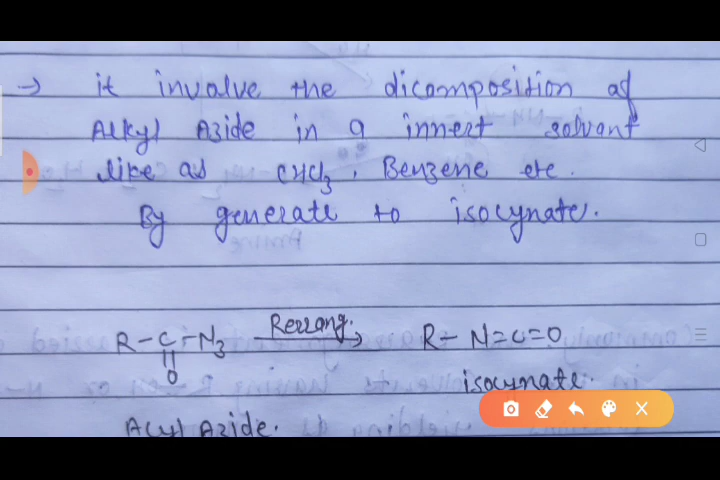 → it involve the dicomposition of
Alkyl Azide in a innert solvant
like as CHCl3, Benzene etc.
By generate to isocynate.
R-C-N3 Rerrang. → R-N=C=O
||
O
isocynate.
Acyl Azide.